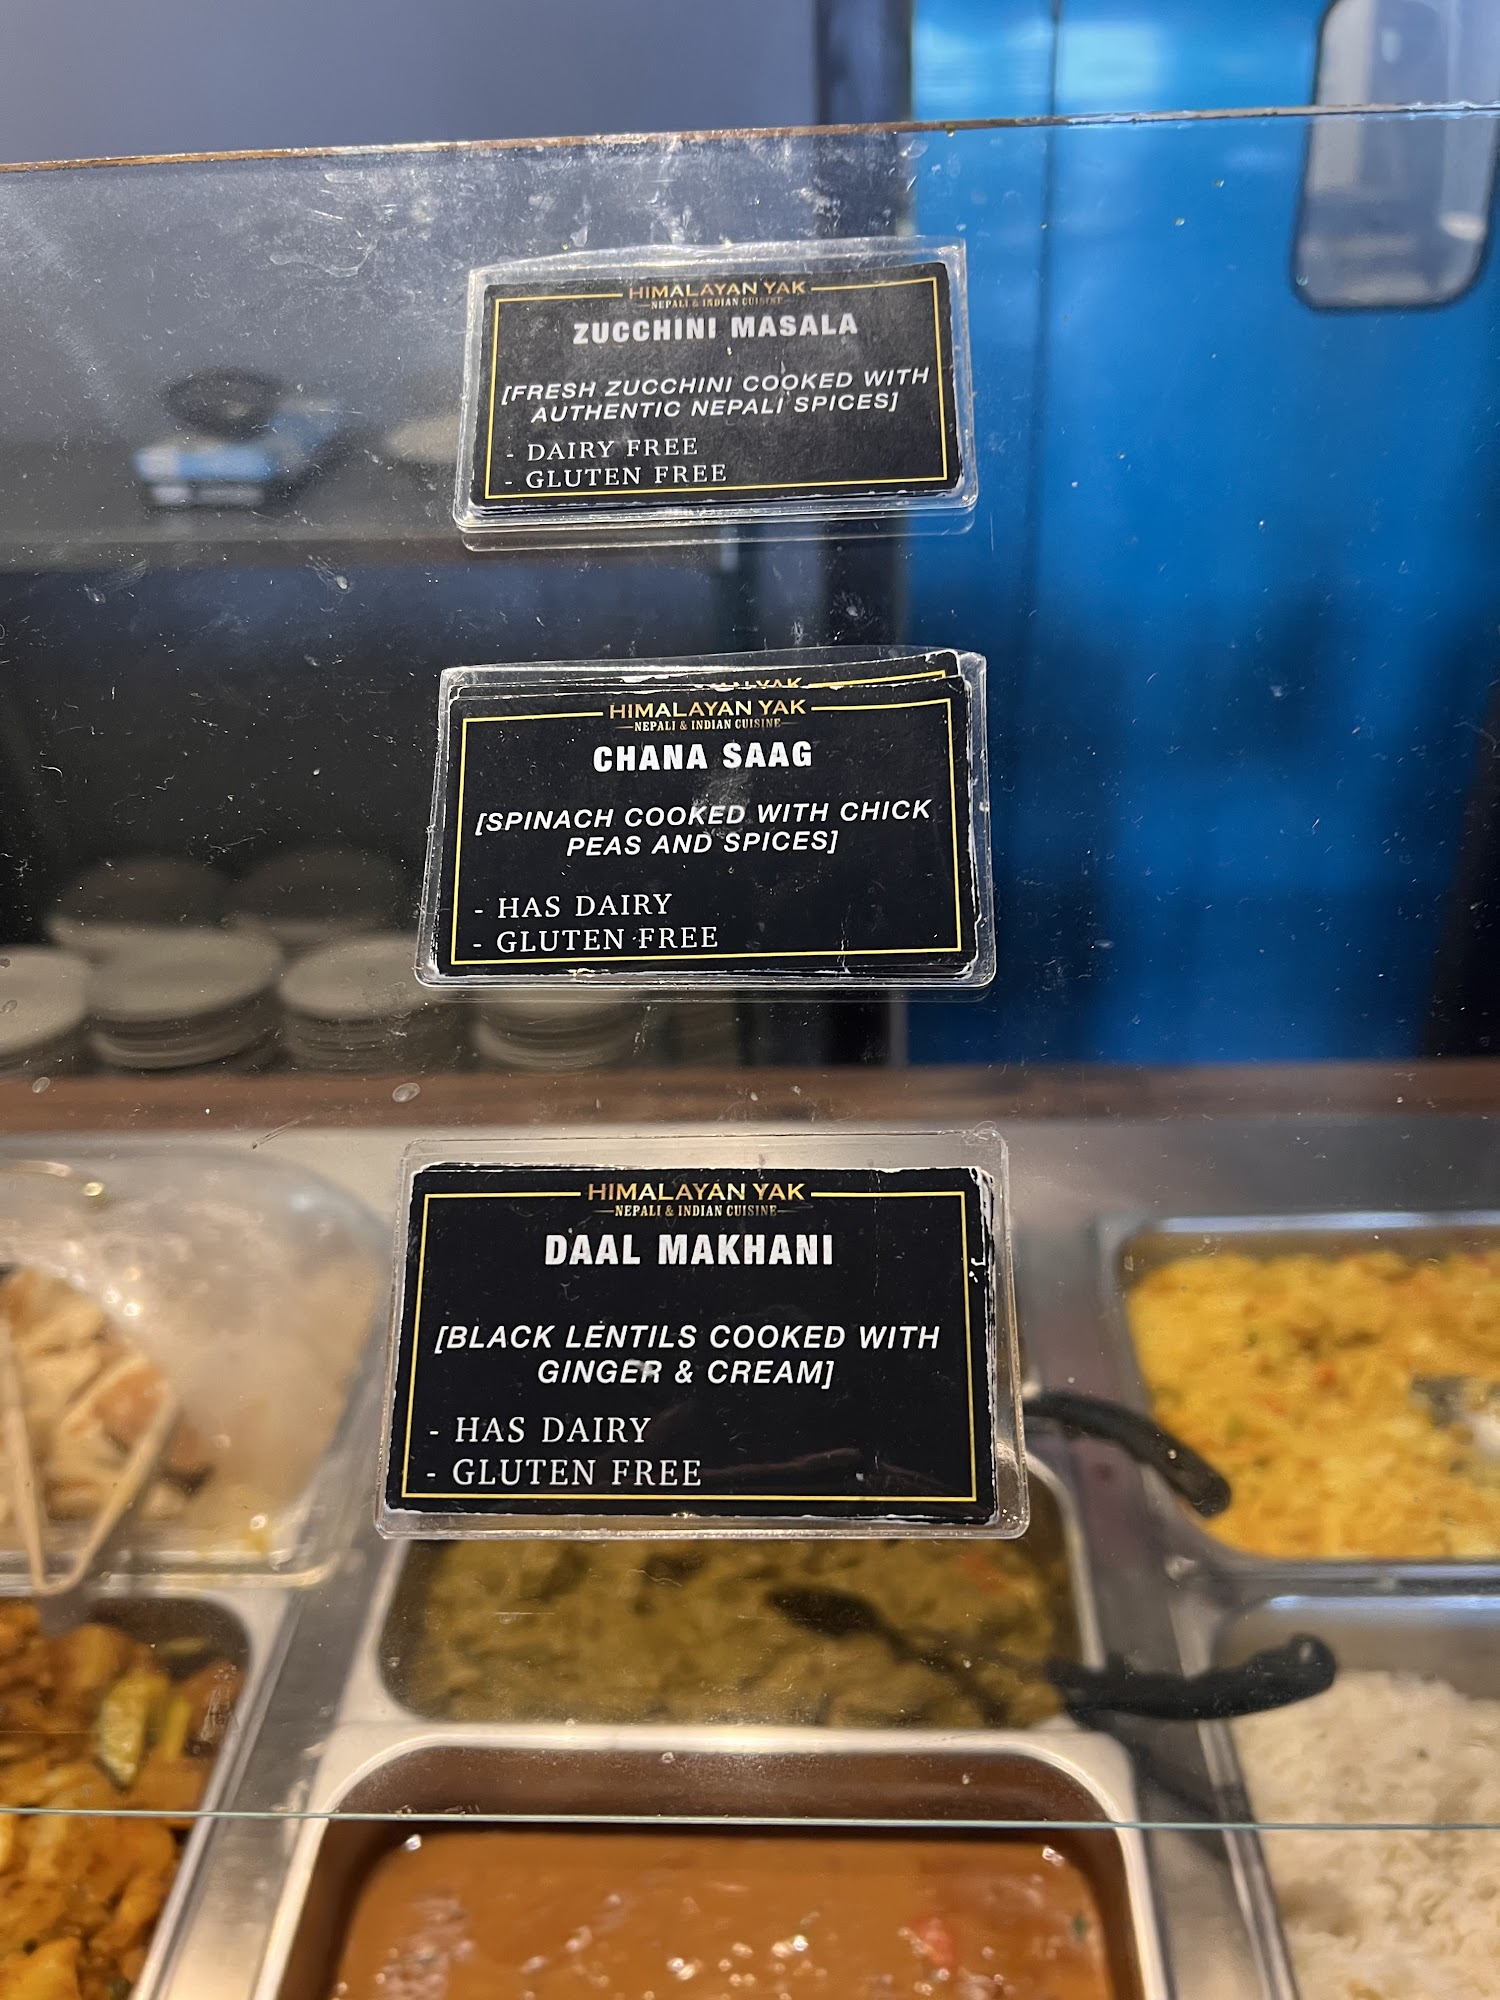 HIMALAYAN YAK
NEPALI & INDIAN CUISINE
ZUCCHINI MASALA
[FRESH ZUCCHINI COOKED WITH
AUTHENTIC NEPALI SPICES]
- DAIRY FREE
- GLUTEN FREE
YAK
HIMALAYAN YAK
NEPALI & INDIAN CUISINE
CHANA SAAG
[SPINACH COOKED WITH CHICK
PEAS AND SPICES]
- HAS DAIRY
- GLUTEN FREE
HIMALAYAN YAK
NEPALI & INDIAN CUISINE
DAAL MAKHANI
[BLACK LENTILS COOKED WITH
GINGER & CREAM]
- HAS DAIRY
- GLUTEN FREE